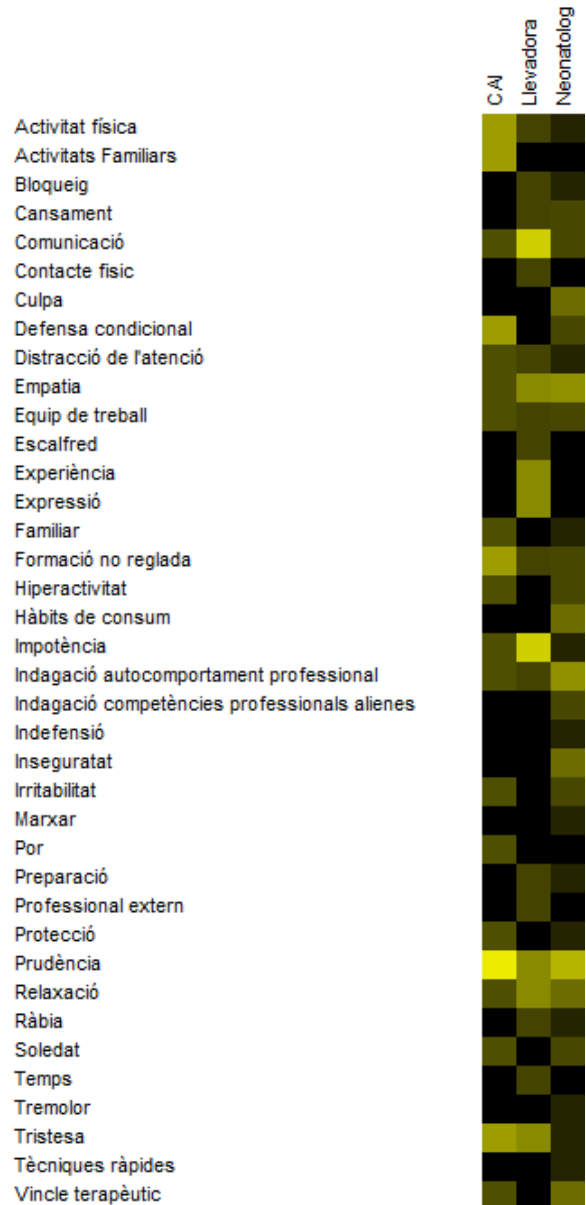 C AI
Llevadora
Neonatolog
Activitat física
Activitats Familiars
Bloqueig
Cansament
Comunicació
Contacte fisic
Culpa
Defensa condicional
Distracció de l'atenció
Empatia
Equip de treball
Escalfred
Experiència
Expressió
Familiar
Formació no reglada
Hiperactivitat
Hàbits de consum
Impotència
Indagació autocomportament professional
Indagació competències professionals alienes
Indefensió
Inseguratat
Irritabilitat
Marxar
Por
Preparació
Professional extern
Protecció
Prudència
Relaxació
Ràbia
Soledat
Temps
Tremolor
Tristesa
Tècniques ràpides
Vincle terapèutic